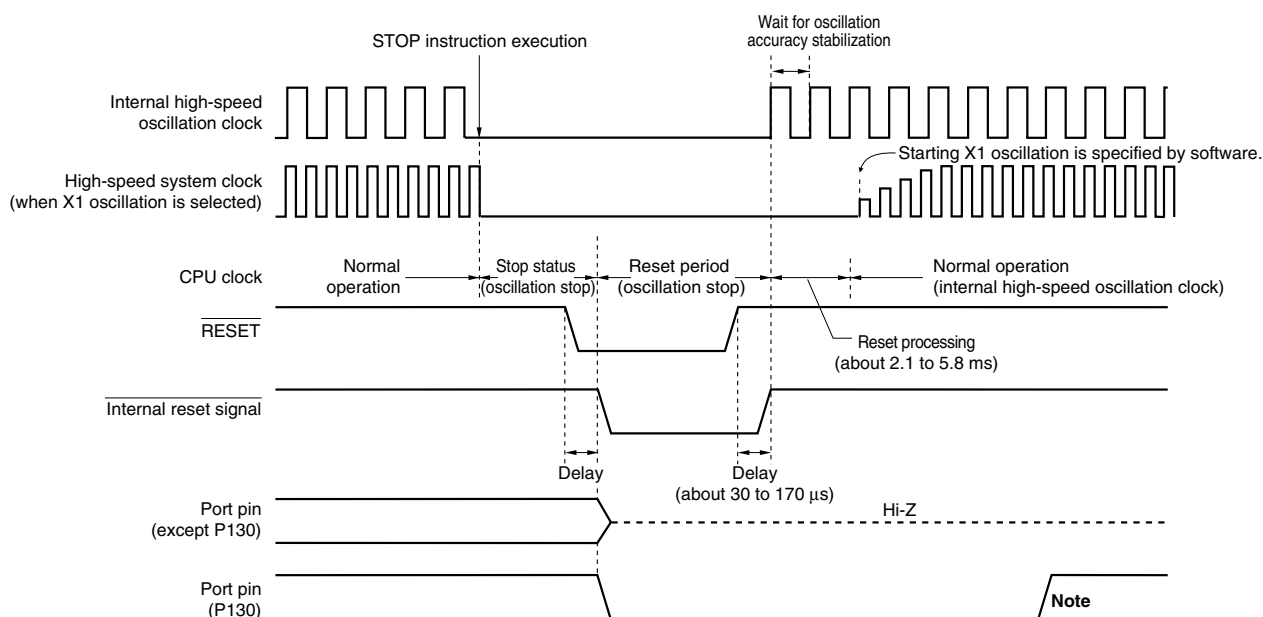 Wait for oscillation
accuracy stabilization
STOP instruction execution
Internal high-speed
oscillation clock
Starting X1 oscillation is specified by software.
High-speed system clock
(when X1 oscillation is selected)
CPU clock
Normal
operation
Stop status
(oscillation stop)
Reset period
(oscillation stop)
Normal operation
(internal high-speed oscillation clock)
RESET
Reset processing
(about 2.1 to 5.8 ms)
Internal reset signal
Delay
Delay
(about 30 to 170 μs)
Port pin
(except P130)
Hi-Z
Port pin
(P130)
Note